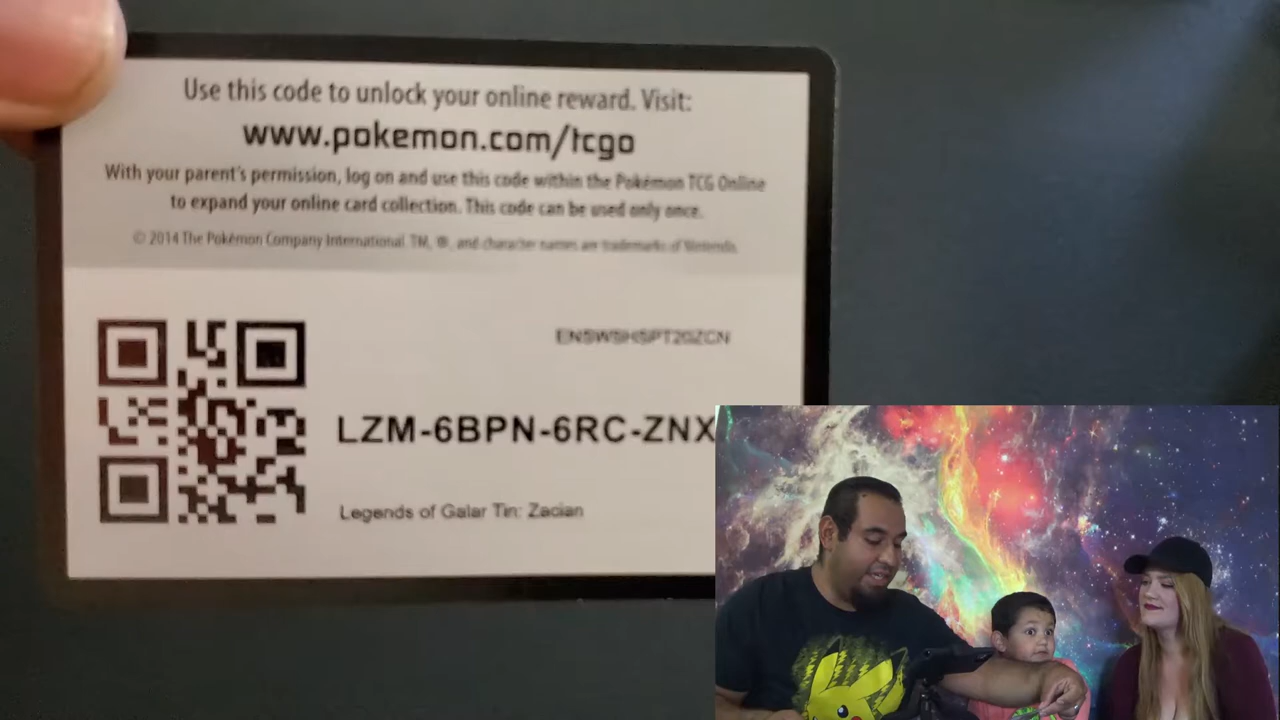 Use this code to unlock your online reward. Visit:
www.pokemon.com/tcgo
With your parent's permission, log on and use this code within the Pokémon TCG Online
to expand your online card collection. This code can be used only once.
© 2014 The Pokémon Company International. TM, ®, and character names are trademarks of Nintendo.
ENSWSHSPT20ZCN
LZM-6BPN-6RC-ZNX
Legends of Galar Tin: Zacian